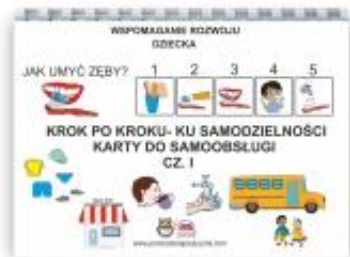 WSPOMAGANIE ROZWOJU
DZIECKA
JAK UMYĆ ZĘBY? 1 2 3 4 5
KROK PO KROKU- KU SAMODZIELNOŚCI
KARTY DO SAMOOBSŁUGI
CZ. I